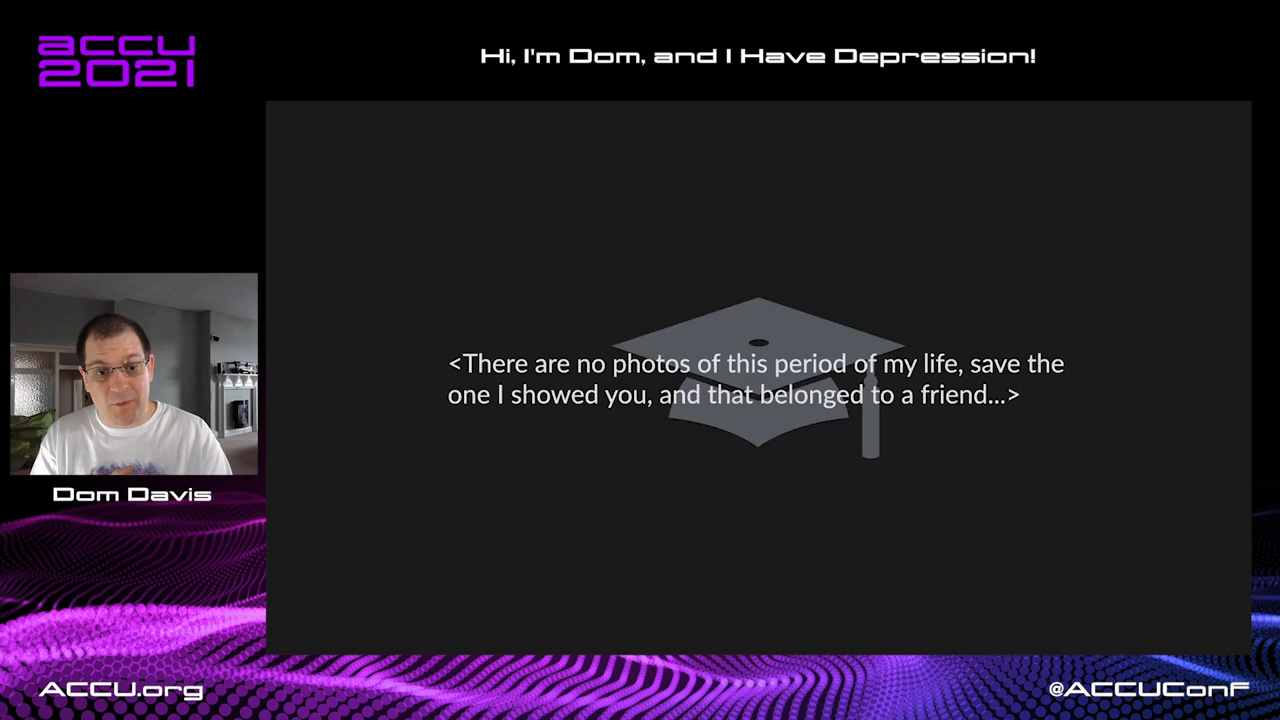 accu
2021
Hi, I'm Dom, and I Have Depression!
<There are no photos of this period of my life, save the
one I showed you, and that belonged to a friend...>
Dom Davis
ACCU.org
@ACCUConf